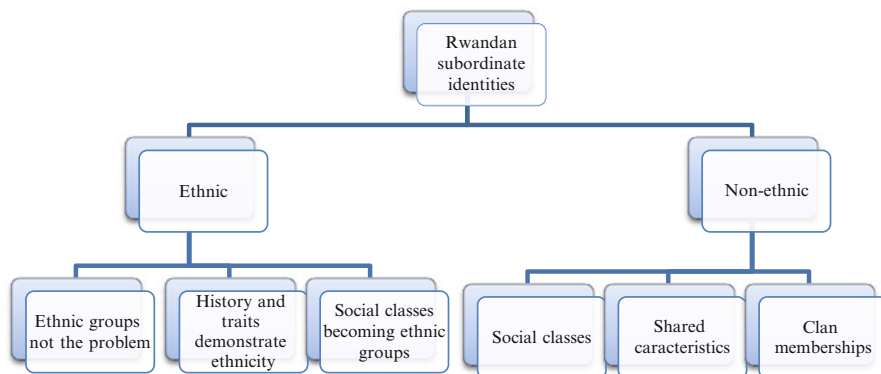 Rwandan
subordinate
identities
Ethnic
Non-ethnic
Ethnic groups
not the problem
History and
traits
demonstrate
ethnicity
Social classes
becoming ethnic
groups
Social classes
Shared
caracteristics
Clan
memberships